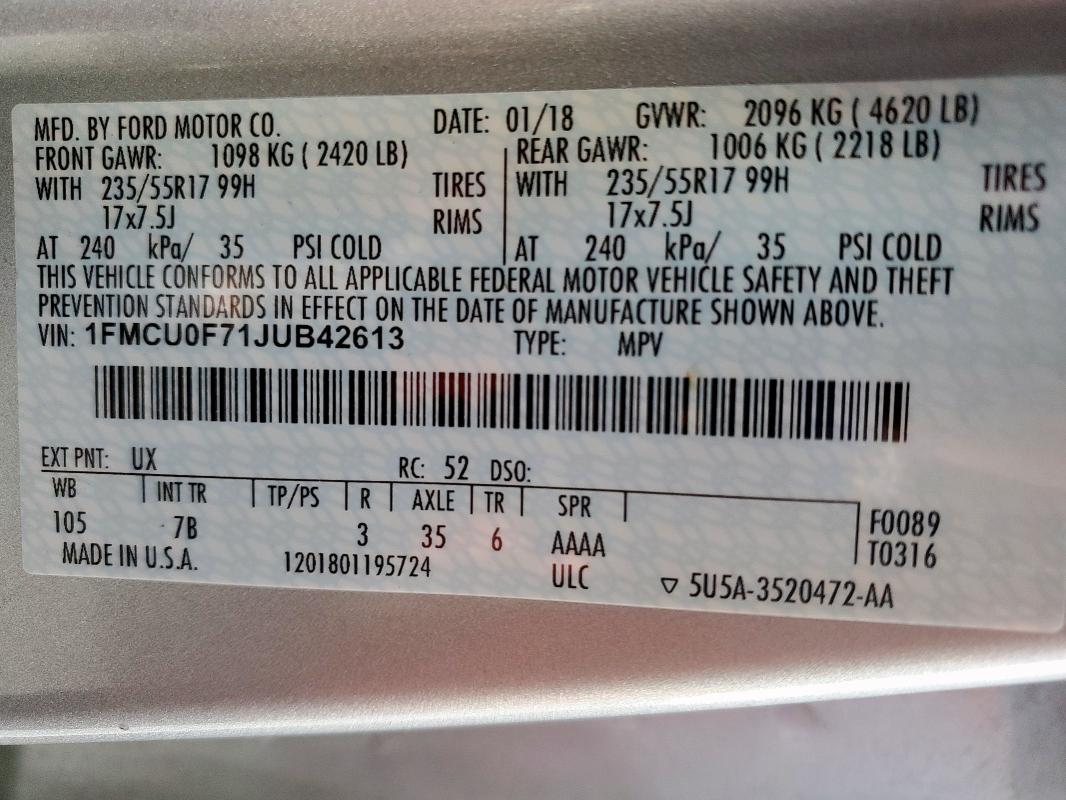 MFD. BY FORD MOTOR CO. DATE: 01/18 GVWR: 2096 KG ( 4620 LB)
FRONT GAWR: 1098 KG ( 2420 LB) REAR GAWR: 1006 KG ( 2218 LB)
WITH 235/55R17 99H TIRES WITH 235/55R17 99H TIRES
17x7.5J RIMS 17x7.5J RIMS
AT 240 kPa/ 35 PSI COLD AT 240 kPa/ 35 PSI COLD
THIS VEHICLE CONFORMS TO ALL APPLICABLE FEDERAL MOTOR VEHICLE SAFETY AND THEFT
PREVENTION STANDARDS IN EFFECT ON THE DATE OF MANUFACTURE SHOWN ABOVE.
VIN: 1FMCU0F71JUB42613 TYPE: MPV
EXT PNT: UX RC: 52 DSO:
WB INT TR TP/PS R AXLE TR SPR
105 7B 3 35 6 AAAA F0089
T0316
MADE IN U.S.A. 1201801195724 ULC ▽ 5U5A-3520472-AA